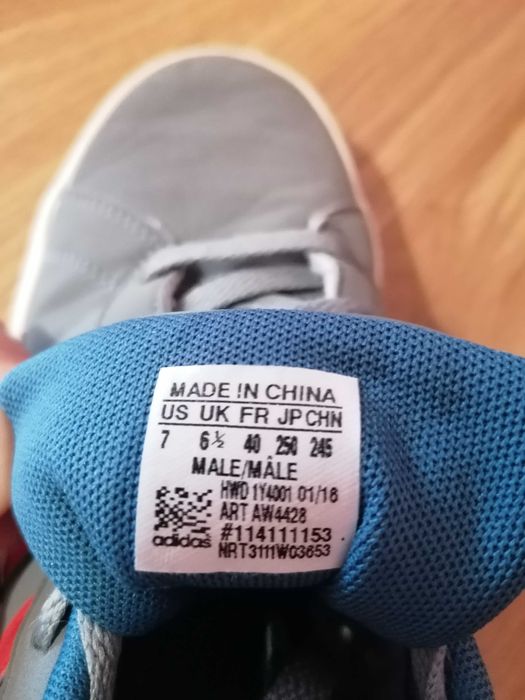 MADE IN CHINA
US UK FR JP CHN
7 6½ 40 250 245
MALE/MÂLE
HWD 1Y4001 01/16
ART AW4428
#114111153
adidas
NRT3111W03653